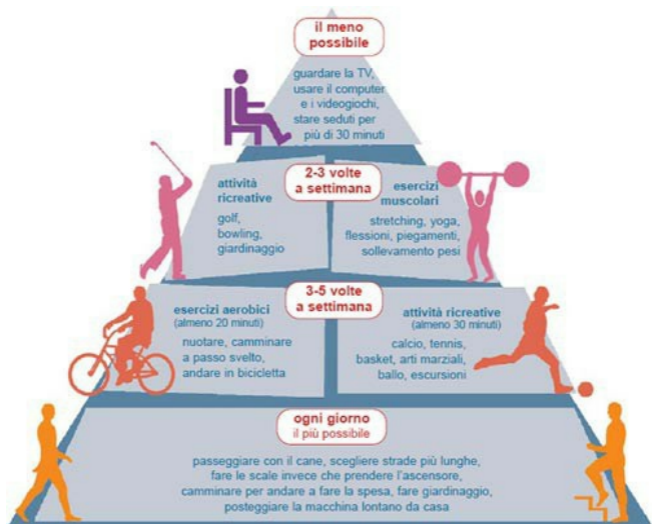 il meno
possibile
guardare la TV,
usare il computer
e i videogiochi,
stare seduti per
più di 30 minuti
2-3 volte
a settimana
attività
ricreative
golf,
bowling,
giardinaggio
esercizi
muscolari
stretching, yoga,
flessioni, piegamenti,
sollevamento pesi
3-5 volte
a settimana
esercizi aerobici
(almeno 20 minuti)
nuotare, camminare
a passo svelto,
andare in bicicletta
attività ricreative
(almeno 30 minuti)
calcio, tennis,
basket, arti marziali,
ballo, escursioni
ogni giorno
il più possibile
passeggiare con il cane, scegliere strade più lunghe,
fare le scale invece che prendere l'ascensore,
camminare per andare a fare la spesa, fare giardinaggio,
posteggiare la macchina lontano da casa